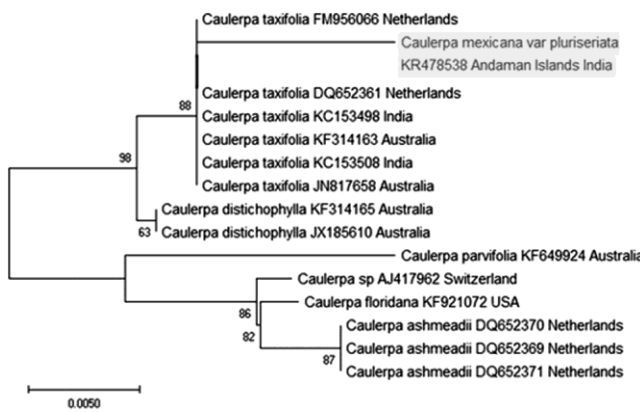 Caulerpa taxifolia FM956066 Netherlands
Caulerpa mexicana var pluriseriata
KR478538 Andaman Islands India
Caulerpa taxifolia DQ652361 Netherlands
88
Caulerpa taxifolia KC153498 India
Caulerpa taxifolia KF314163 Australia
98
Caulerpa taxifolia KC153508 India
Caulerpa taxifolia JN817658 Australia
Caulerpa distichophylla KF314165 Australia
63
Caulerpa distichophylla JX185610 Australia
Caulerpa parvifolia KF649924 Australia
Caulerpa sp AJ417962 Switzerland
Caulerpa floridana KF921072 USA
86
Caulerpa ashmeadii DQ652370 Netherlands
82
Caulerpa ashmeadii DQ652369 Netherlands
87
Caulerpa ashmeadii DQ652371 Netherlands
0.0050